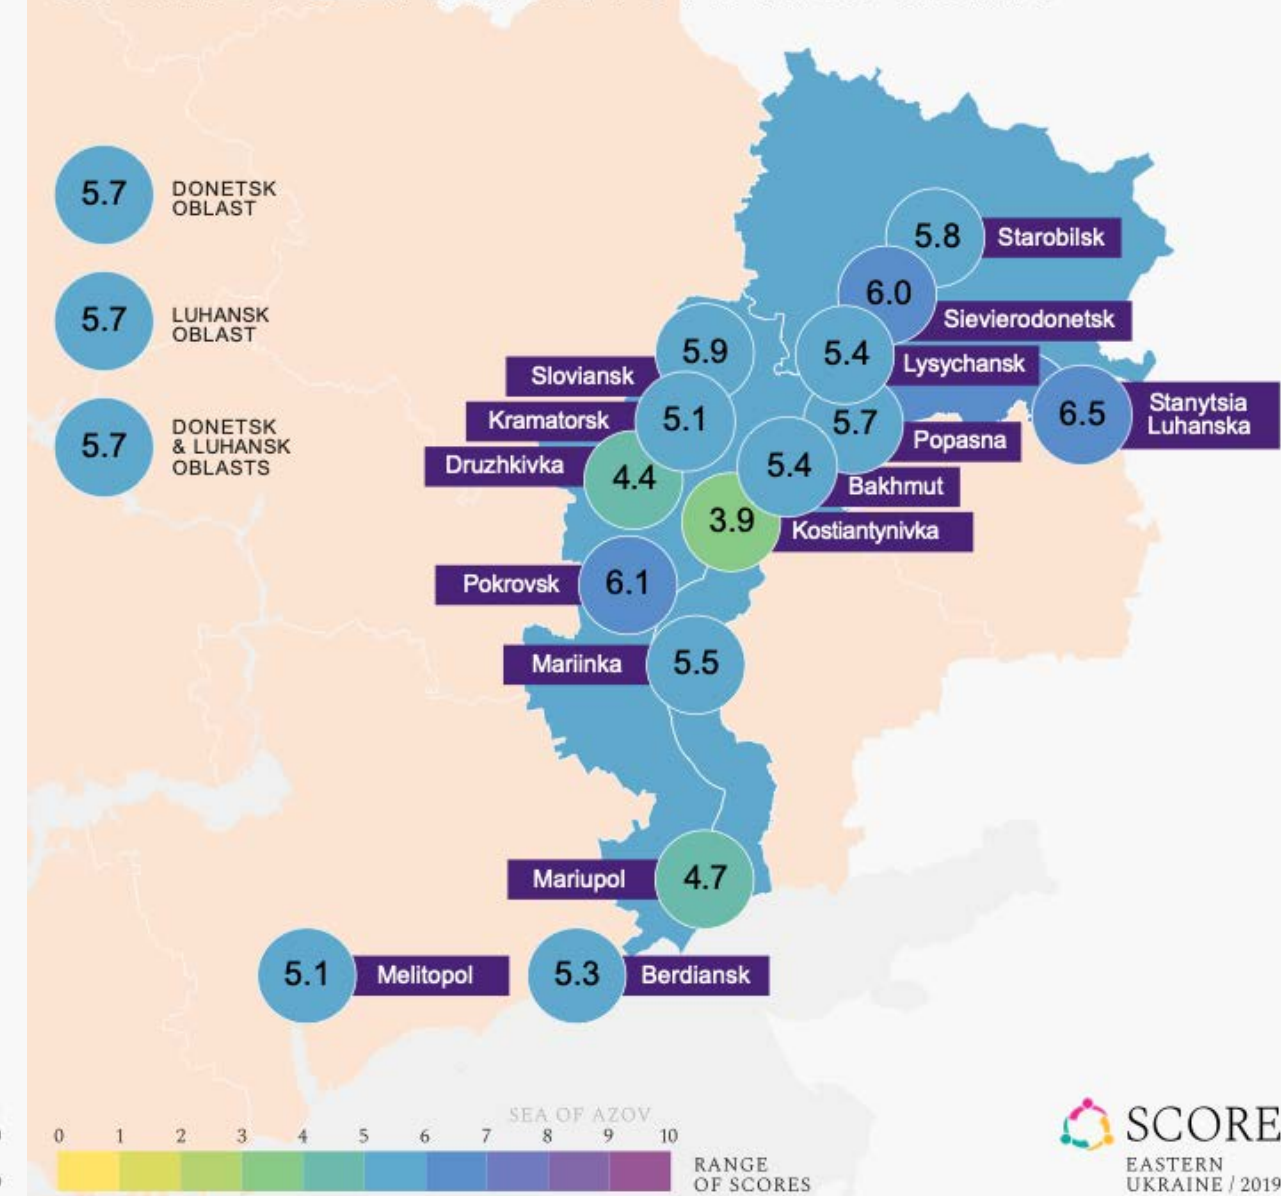 5.7
DONETSK
OBLAST
5.7
LUHANSK
OBLAST
5.7
DONETSK
& LUHANSK
OBLASTS
5.8
Starobilsk
6.0
Sievierodonetsk
5.9
Sloviansk
5.4
Lysychansk
6.5
Stanytsia
Luhanska
5.1
Kramatorsk
5.7
Popasna
4.4
Druzhkivka
5.4
Bakhmut
3.9
Kostiantynivka
6.1
Pokrovsk
5.5
Mariinka
4.7
Mariupol
5.1
Melitopol
5.3
Berdiansk
SEA OF AZOV
0 1 2 3 4 5 6 7 8 9 10
RANGE
OF SCORES
SCORE
EASTERN
UKRAINE / 2019